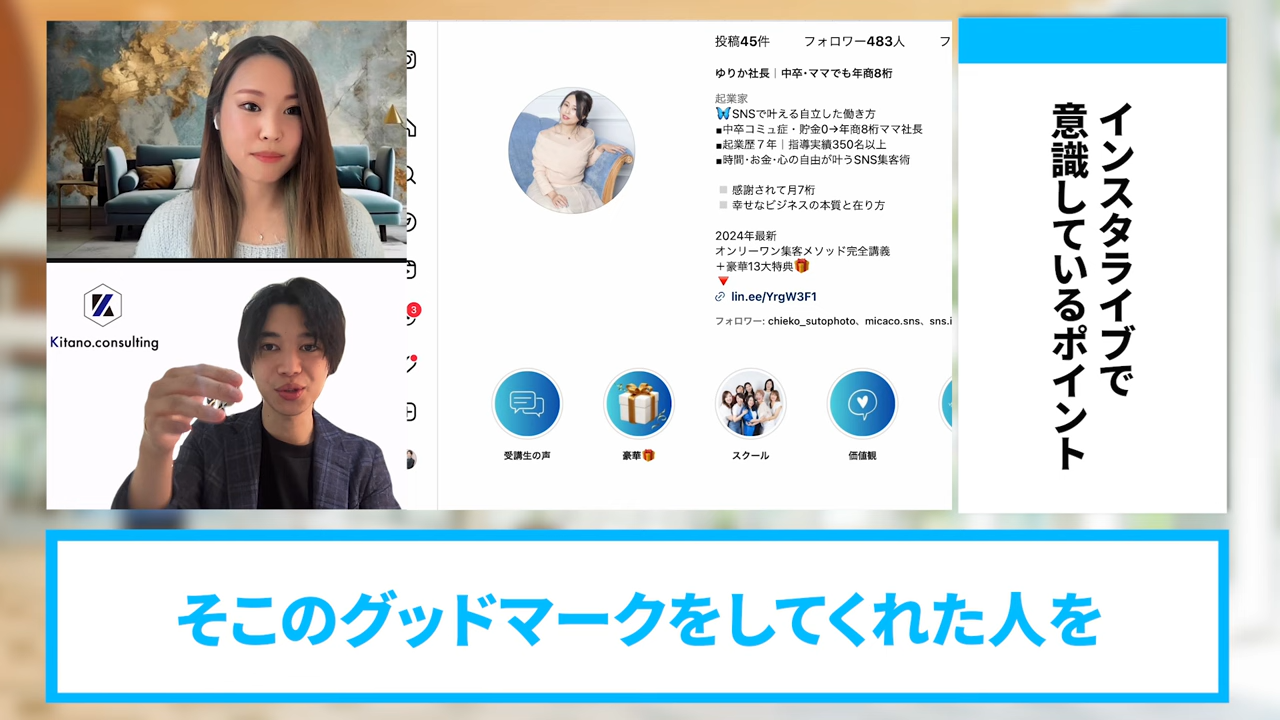 Kitano.consulting
3
投稿45件 フォロワー483人 フ
ゆりか社長｜中卒・ママでも年商8桁
起業家
🦋SNSで叶える自立した働き方
■中卒コミュ症・貯金0→年商8桁ママ社長
■起業歴７年｜指導実績350名以上
■時間・お金・心の自由が叶うSNS集客術
◽感謝されて月7桁
◽幸せなビジネスの本質と在り方
2024年最新
オンリーワン集客メソッド完全講義
＋豪華13大特典🎁
🔻
lin.ee/YrgW3F1
フォロワー: chieko_sutophoto、micaco.sns、sns.i
受講生の声
豪華🎁
スクール
価値観
インスタライブで
意識しているポイント
そこのグッドマークをしてくれた人を